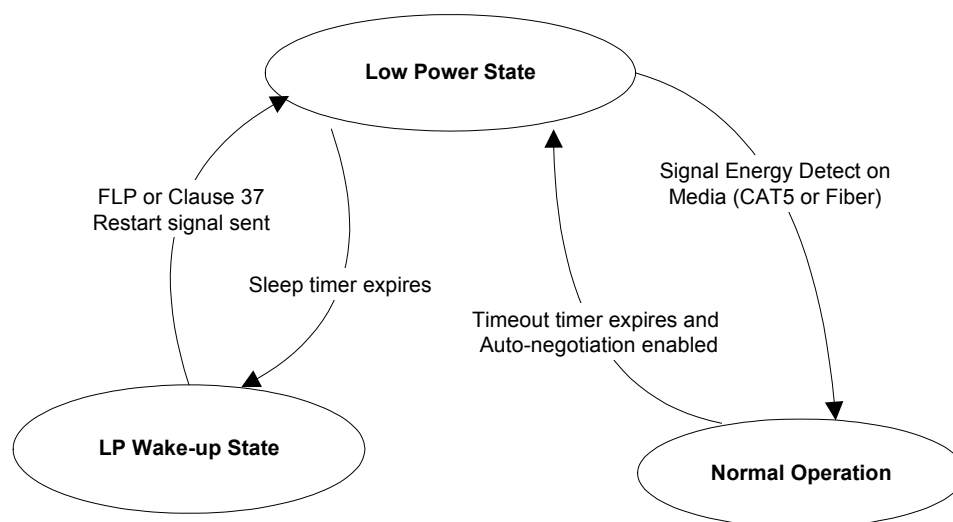 Low Power State
FLP or Clause 37
Restart signal sent
Signal Energy Detect on
Media (CAT5 or Fiber)
Sleep timer expires
Timeout timer expires and
Auto-negotiation enabled
LP Wake-up State
Normal Operation